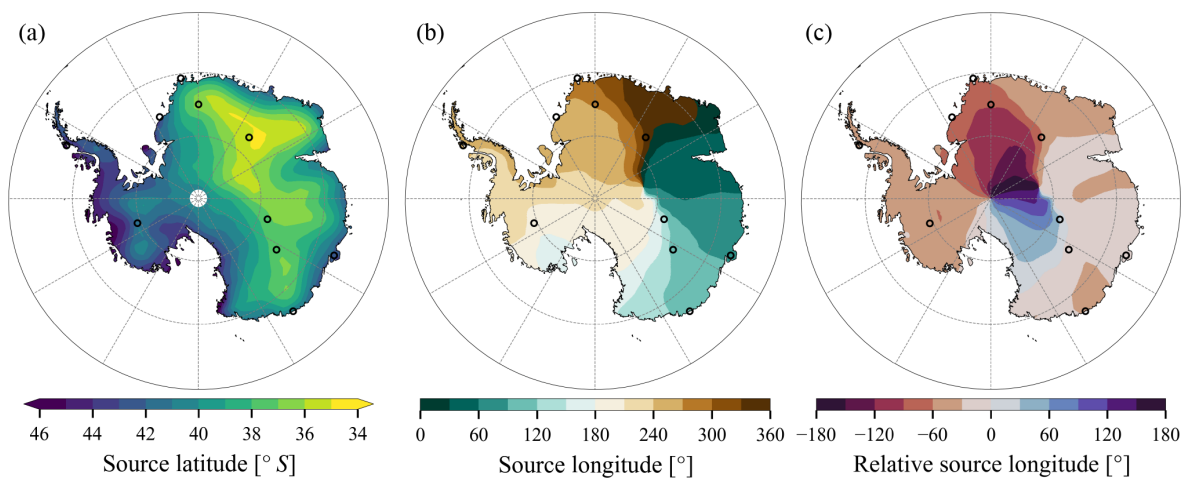 (a)
(b)
(c)
46 44 42 40 38 36 34
Source latitude [° S]
0 60 120 180 240 300 360
Source longitude [°]
−180 −120 −60 0 60 120 180
Relative source longitude [°]